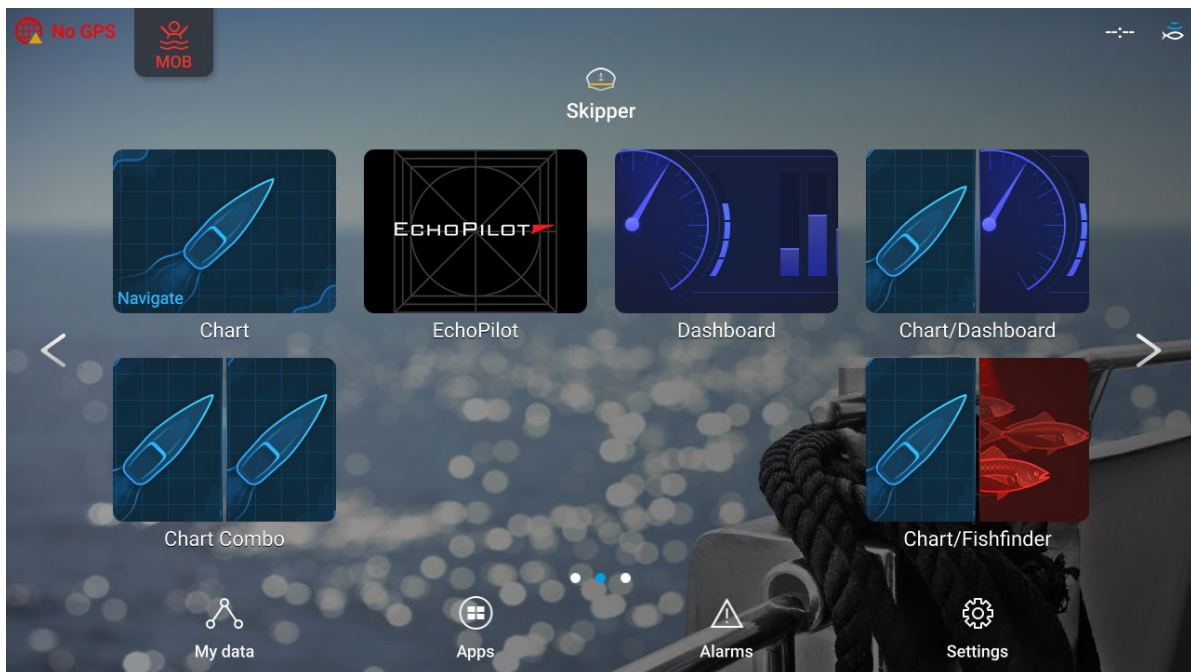 No GPS
MOB
--:--
Skipper
Navigate
ECHOPILOT
Chart
EchoPilot
Dashboard
Chart/Dashboard
Chart Combo
Chart/Fishfinder
My data
Apps
Alarms
Settings